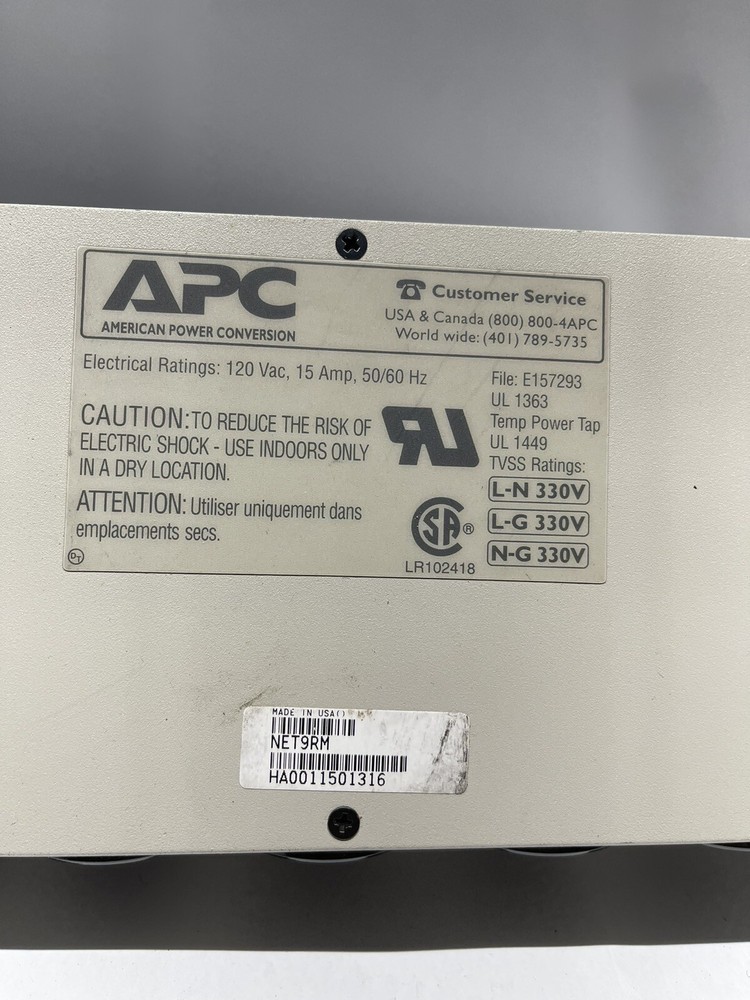 APC
AMERICAN POWER CONVERSION
Customer Service
USA & Canada (800) 800-4APC
World wide: (401) 789-5735
Electrical Ratings: 120 Vac, 15 Amp, 50/60 Hz
CAUTION: TO REDUCE THE RISK OF
ELECTRIC SHOCK - USE INDOORS ONLY
IN A DRY LOCATION.
ATTENTION: Utiliser uniquement dans
emplacements secs.
DT
RU
SA ®
LR102418
File: E157293
UL 1363
Temp Power Tap
UL 1449
TVSS Ratings:
L-N 330V
L-G 330V
N-G 330V
MADE IN USA()
NET9RM
HA0011501316